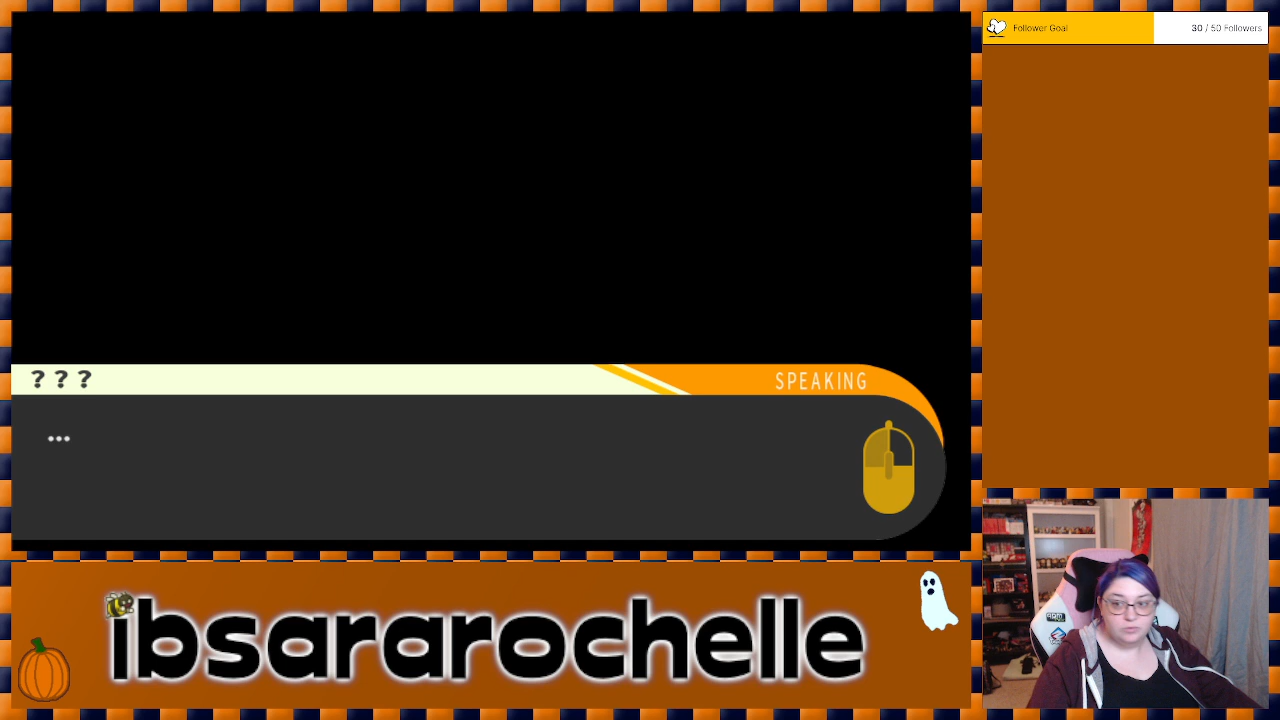 Follower Goal
30 / 50 Followers
? ? ?
SPEAKING
...
ibsararochelle